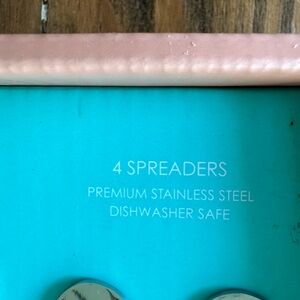 4 SPREADERS
PREMIUM STAINLESS STEEL
DISHWASHER SAFE